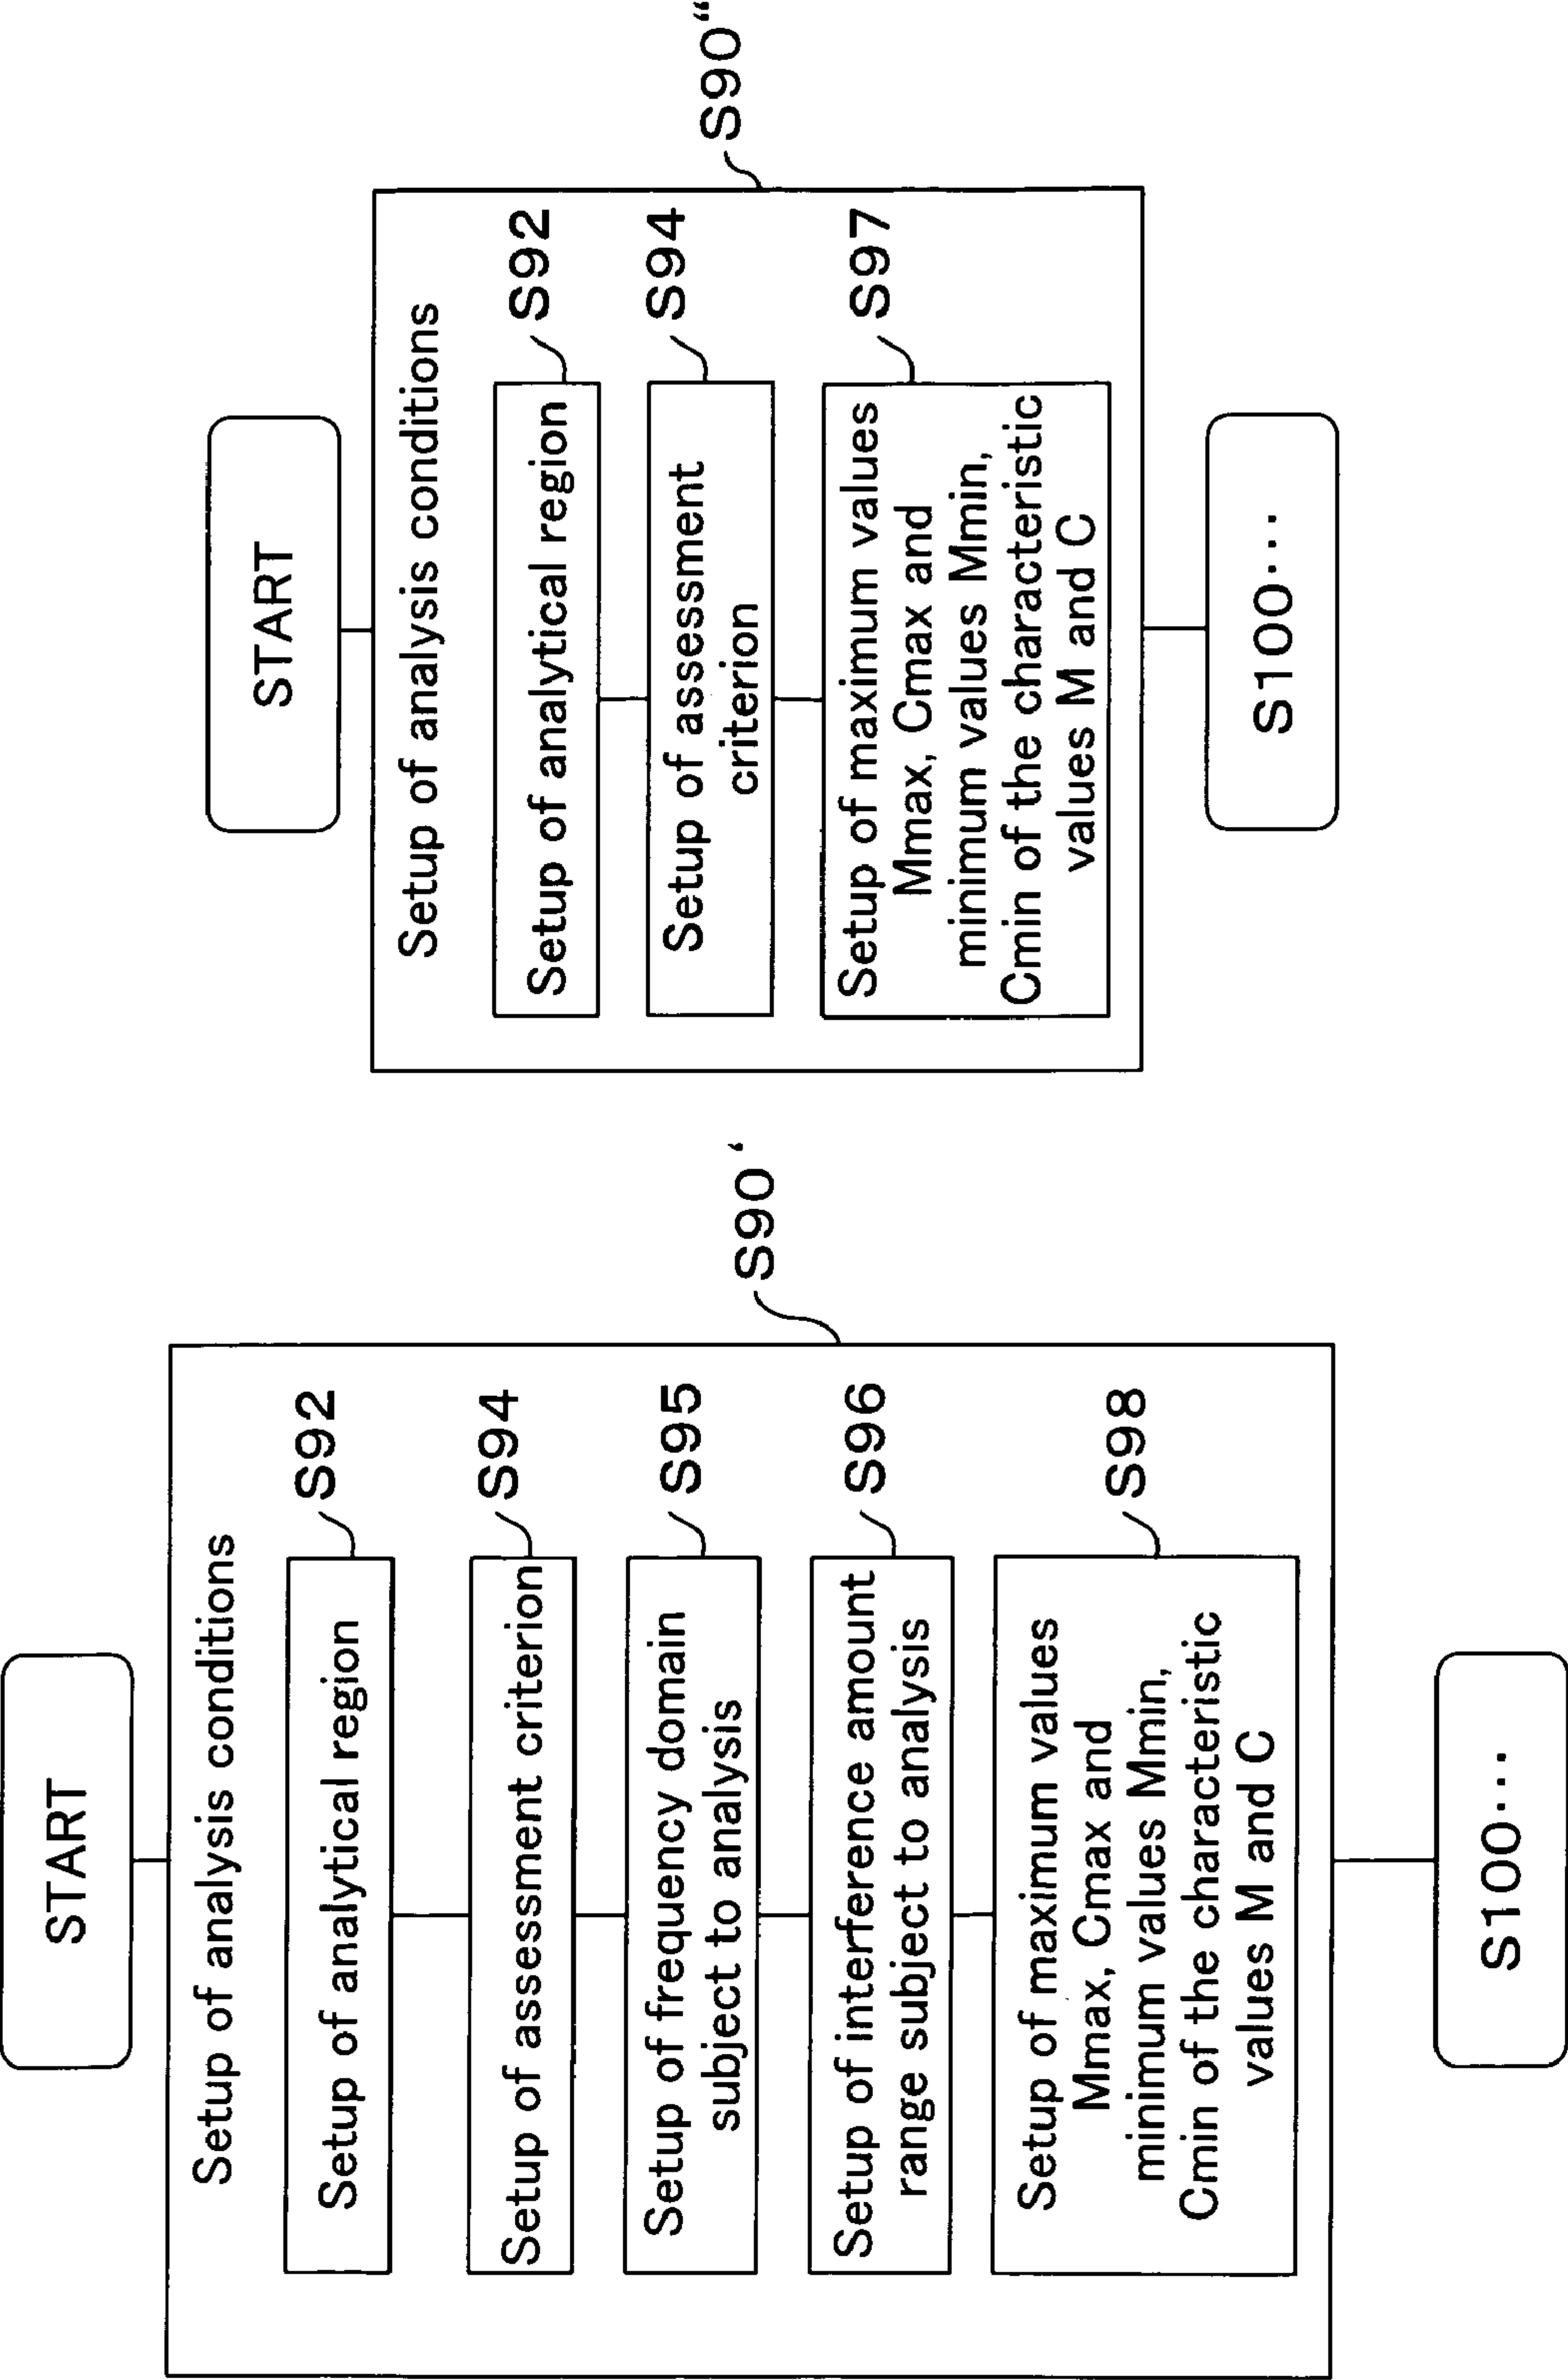 START
Setup of analysis conditions
S90‘
Setup of analytical region
S92
Setup of assessment criterion
S94
Setup of frequency domain
subject to analysis
S95
Setup of interference amount
range subject to analysis
S96
Setup of maximum values
Mmax, Cmax and
minimum values Mmin,
Cmin of the characteristic
values M and C
S98
S100···
START
Setup of analysis conditions
S90“
Setup of analytical region
S92
Setup of assessment
criterion
S94
Setup of maximum values
Mmax, Cmax and
minimum values Mmin,
Cmin of the characteristic
values M and C
S97
S100···